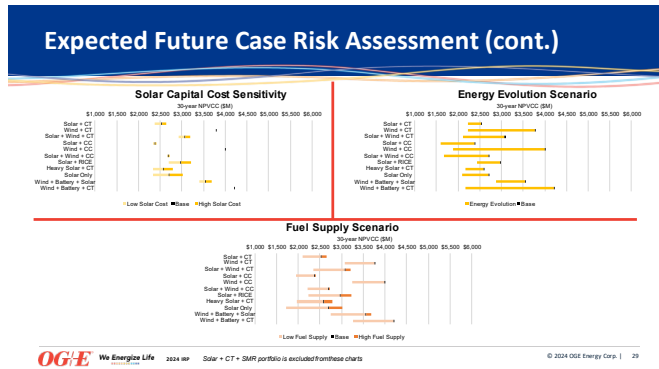 Expected Future Case Risk Assessment (cont.)
Solar Capital Cost Sensitivity
30-year NPVCC ($M)
$1,000 $1,500 $2,000 $2,500 $3,000 $3,500 $4,000 $4,500 $5,000 $5,500 $6,000
Solar + CT
Wind + CT
Solar + Wind + CT
Solar + CC
Wind + CC
Solar + Wind + CC
Solar + RICE
Heavy Solar + CT
Solar Only
Wind + Battery + Solar
Wind + Battery + CT
Low Solar Cost Base High Solar Cost
Energy Evolution Scenario
30-year NPVCC ($M)
$1,000 $1,500 $2,000 $2,500 $3,000 $3,500 $4,000 $4,500 $5,000 $5,500 $6,000
Solar + CT
Wind + CT
Solar + Wind + CT
Solar + CC
Wind + CC
Solar + Wind + CC
Solar + RICE
Heavy Solar + CT
Solar Only
Wind + Battery + Solar
Wind + Battery + CT
Energy Evolution Base
Fuel Supply Scenario
30-year NPVCC ($M)
$1,000 $1,500 $2,000 $2,500 $3,000 $3,500 $4,000 $4,500 $5,000 $5,500 $6,000
Solar + CT
Wind + CT
Solar + Wind + CT
Solar + CC
Wind + CC
Solar + Wind + CC
Solar + RICE
Heavy Solar + CT
Solar Only
Wind + Battery + Solar
Wind + Battery + CT
Low Fuel Supply Base High Fuel Supply
OG+E We Energize Life 2024 IRP Solar + CT + SMR portfolio is excluded from these charts © 2024 OGE Energy Corp. | 29